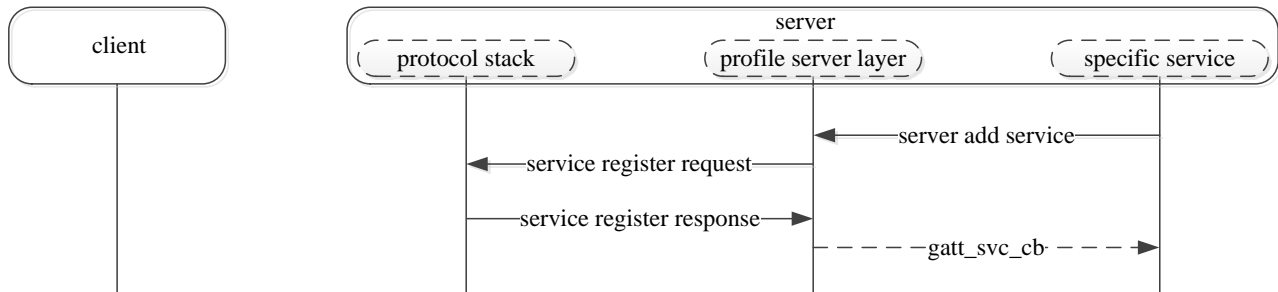 client
server
protocol stack
profile server layer
specific service
server add service
service register request
service register response
gatt_svc_cb